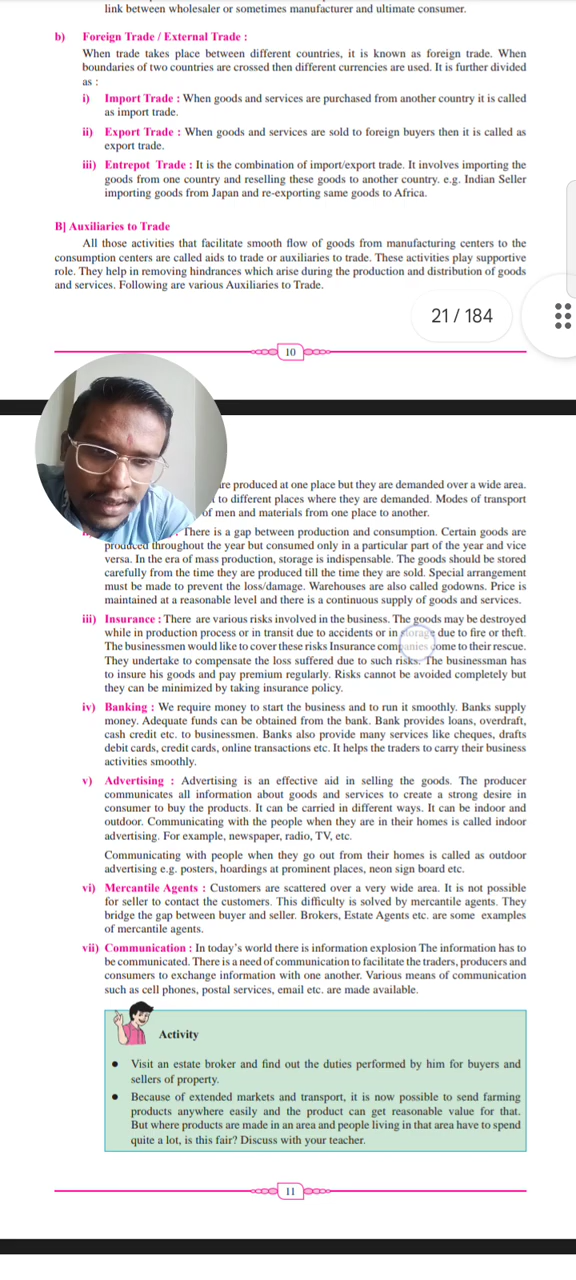 link between wholesaler or sometimes manufacturer and ultimate consumer.
b) Foreign Trade / External Trade :
When trade takes place between different countries, it is known as foreign trade. When
boundaries of two countries are crossed then different currencies are used. It is further divided
as :
i) Import Trade : When goods and services are purchased from another country it is called
as import trade.
ii) Export Trade : When goods and services are sold to foreign buyers then it is called as
export trade.
iii) Entrepot Trade : It is the combination of import/export trade. It involves importing the
goods from one country and reselling these goods to another country. e.g. Indian Seller
importing goods from Japan and re-exporting same goods to Africa.
B] Auxiliaries to Trade
All those activities that facilitate smooth flow of goods from manufacturing centers to the
consumption centers are called aids to trade or auxiliaries to trade. These activities play supportive
role. They help in removing hindrances which arise during the production and distribution of goods
and services. Following are various Auxiliaries to Trade.
21 / 184
10
are produced at one place but they are demanded over a wide area.
to different places where they are demanded. Modes of transport
of men and materials from one place to another.
There is a gap between production and consumption. Certain goods are
produced throughout the year but consumed only in a particular part of the year and vice
versa. In the era of mass production, storage is indispensable. The goods should be stored
carefully from the time they are produced till the time they are sold. Special arrangement
must be made to prevent the loss/damage. Warehouses are also called godowns. Price is
maintained at a reasonable level and there is a continuous supply of goods and services.
iii) Insurance : There are various risks involved in the business. The goods may be destroyed
while in production process or in transit due to accidents or in storage due to fire or theft.
The businessmen would like to cover these risks Insurance companies come to their rescue.
They undertake to compensate the loss suffered due to such risks. The businessman has
to insure his goods and pay premium regularly. Risks cannot be avoided completely but
they can be minimized by taking insurance policy.
iv) Banking : We require money to start the business and to run it smoothly. Banks supply
money. Adequate funds can be obtained from the bank. Bank provides loans, overdraft,
cash credit etc. to businessmen. Banks also provide many services like cheques, drafts
debit cards, credit cards, online transactions etc. It helps the traders to carry their business
activities smoothly.
v) Advertising : Advertising is an effective aid in selling the goods. The producer
communicates all information about goods and services to create a strong desire in
consumer to buy the products. It can be carried in different ways. It can be indoor and
outdoor. Communicating with the people when they are in their homes is called indoor
advertising. For example, newspaper, radio, TV, etc.
Communicating with people when they go out from their homes is called as outdoor
advertising e.g. posters, hoardings at prominent places, neon sign board etc.
vi) Mercantile Agents : Customers are scattered over a very wide area. It is not possible
for seller to contact the customers. This difficulty is solved by mercantile agents. They
bridge the gap between buyer and seller. Brokers, Estate Agents etc. are some examples
of mercantile agents.
vii) Communication : In today's world there is information explosion The information has to
be communicated. There is a need of communication to facilitate the traders, producers and
consumers to exchange information with one another. Various means of communication
such as cell phones, postal services, email etc. are made available.
Activity
• Visit an estate broker and find out the duties performed by him for buyers and
sellers of property.
• Because of extended markets and transport, it is now possible to send farming
products anywhere easily and the product can get reasonable value for that.
But where products are made in an area and people living in that area have to spend
quite a lot, is this fair? Discuss with your teacher.
11